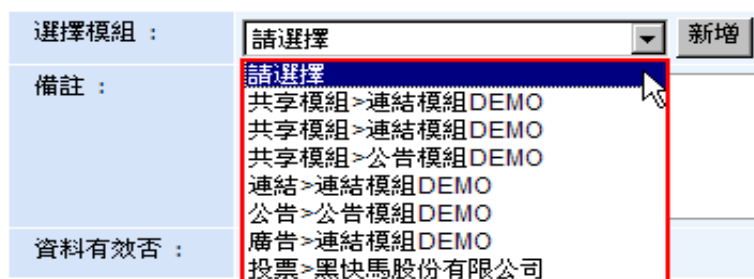 選擇模組： 請選擇 新增
備註： 請選擇
共享模組>連結模組DEMO
共享模組>連結模組DEMO
共享模組>公告模組DEMO
連結>連結模組DEMO
公告>公告模組DEMO
資料有效否： 廣告>連結模組DEMO
投票>黑快馬股份有限公司